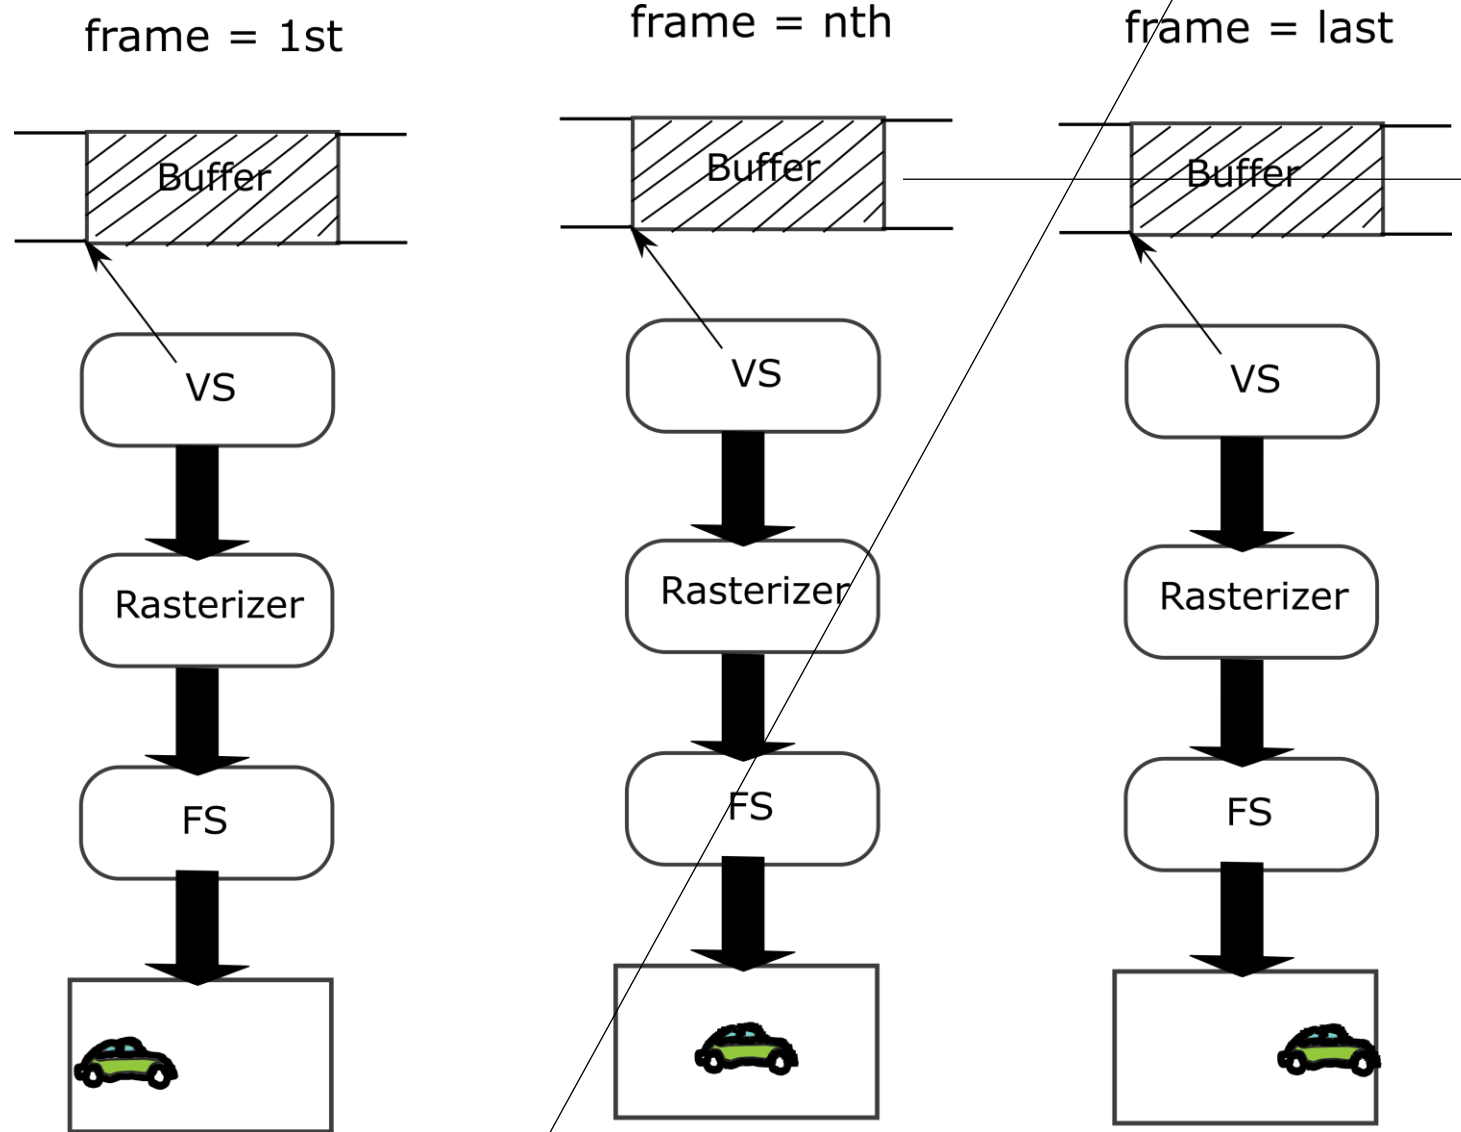 frame = 1st
Buffer
VS
Rasterizer
FS
frame = nth
Buffer
VS
Rasterizer
FS
frame = last
Buffer
VS
Rasterizer
FS